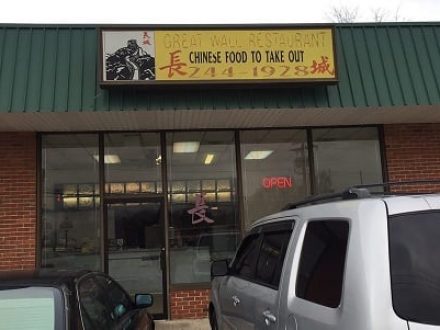 GREAT WALL RESTAURANT
長 CHINESE FOOD TO TAKE OUT 城
744-1978
OPEN
長